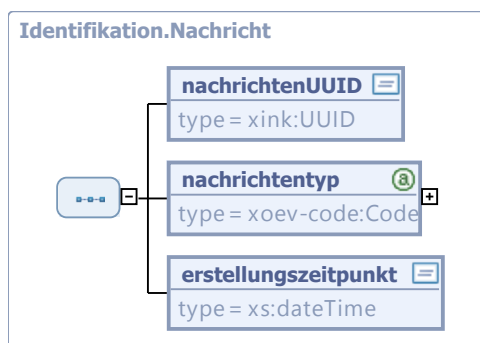 Identifikation.Nachricht
nachrichtenUUID
type = xink:UUID
nachrichtentyp
type = xoev-code:Code
erstellungszeitpunkt
type = xs:dateTime